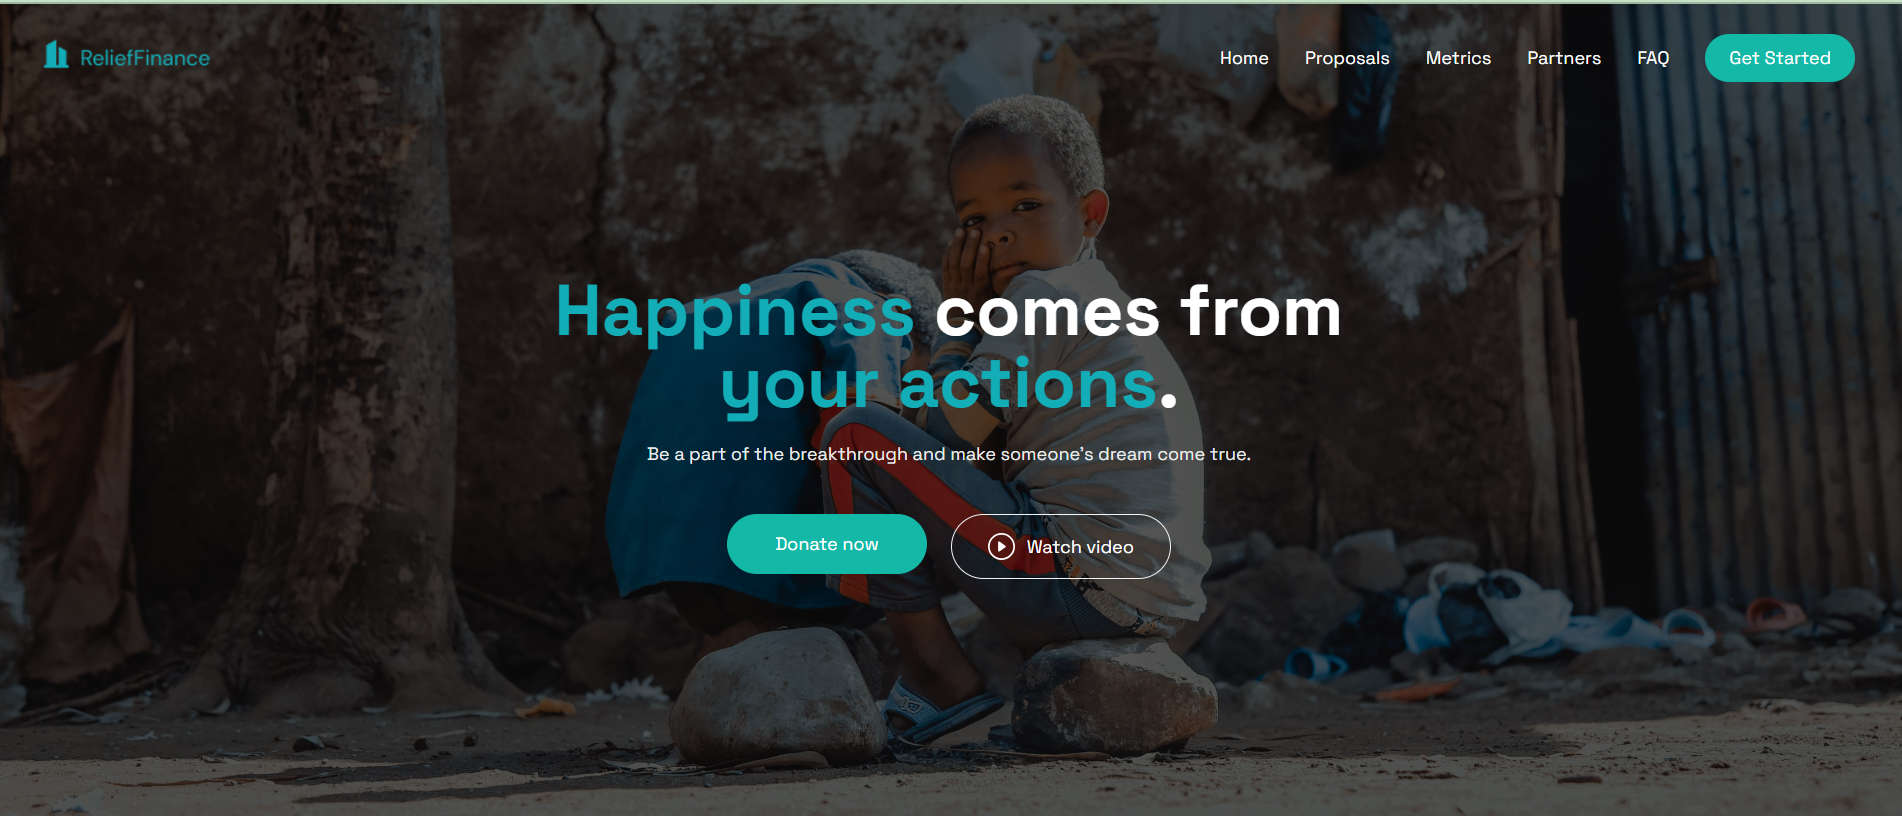 ReliefFinance
Home Proposals Metrics Partners FAQ Get Started
Happiness comes from
your actions.
Be a part of the breakthrough and make someone's dream come true.
Donate now
Watch video